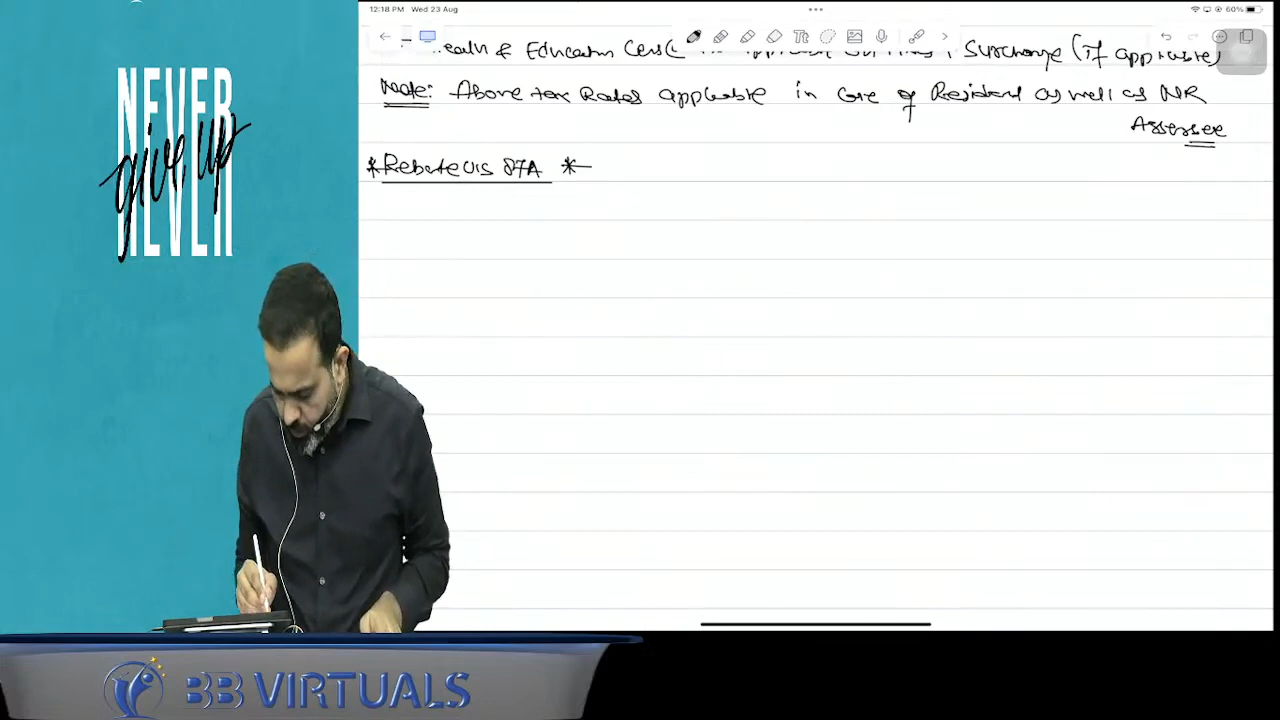 12:18 PM Wed 23 Aug
60%
Health & Education Cess Surcharge (if applicable)
Note: Above tax Rates applicable in case of Resident as well as NR
Assessee
*Rebate u/s 87A *
NEVER
give up
NEVER
BB VIRTUALS